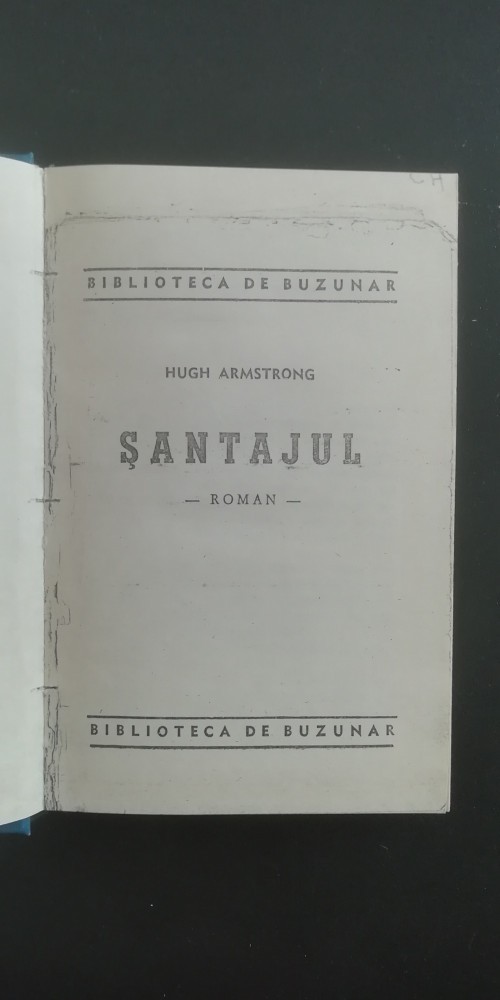 BIBLIOTECA DE BUZUNAR
HUGH ARMSTRONG
ŞANTAJUL
— ROMAN —
BIBLIOTECA DE BUZUNAR